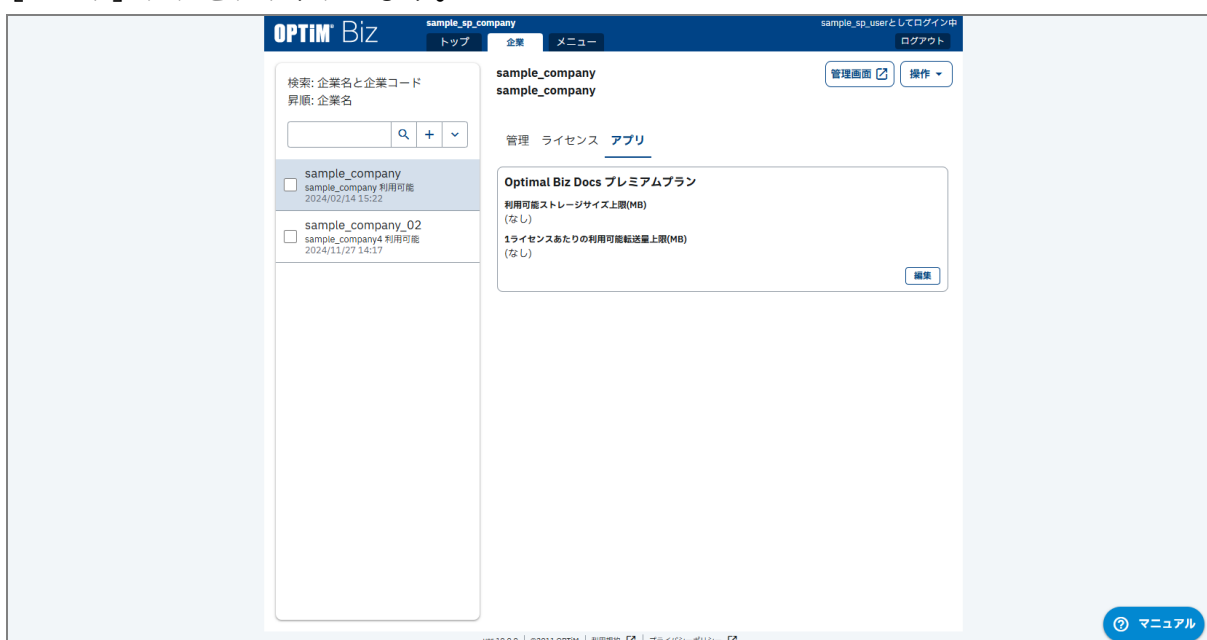 OPTiM Biz
sample_sp_company
sample_sp_userとしてログイン中
トップ
企業
メニュー
ログアウト
検索: 企業名と企業コード
昇順: 企業名
sample_company
sample_company 利用可能
2024/02/14 15:22
sample_company_02
sample_company4 利用可能
2024/11/27 14:17
sample_company
sample_company
管理画面
操作
管理 ライセンス アプリ
Optimal Biz Docs プレミアムプラン
利用可能ストレージサイズ上限(MB)
(なし)
1ライセンスあたりの利用可能転送量上限(MB)
(なし)
編集
マニュアル